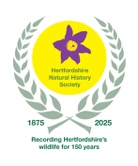 Hertfordshire
Natural History
Society
1875 2025
Recording Hertfordshire's
wildlife for 150 years